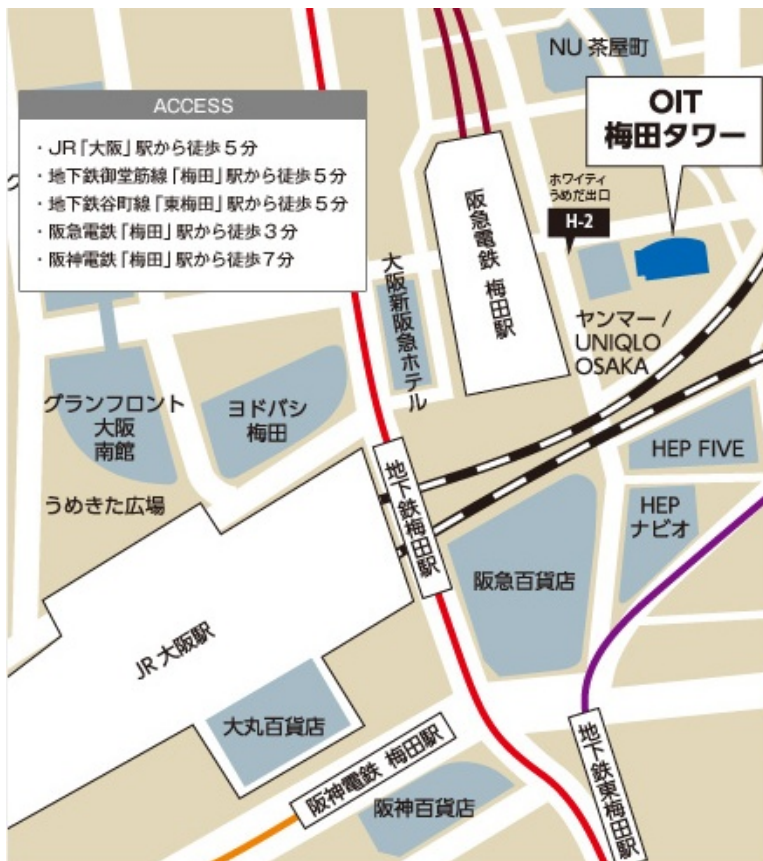 NU 茶屋町
OIT
梅田タワー
ACCESS
・JR「大阪」駅から徒歩5分
・地下鉄御堂筋線「梅田」駅から徒歩5分
・地下鉄谷町線「東梅田」駅から徒歩5分
・阪急電鉄「梅田」駅から徒歩3分
・阪神電鉄「梅田」駅から徒歩7分
ホワイティ
うめだ出口
H-2
阪急電鉄 梅田駅
大阪新阪急ホテル
ヤンマー /
UNIQLO
OSAKA
グランフロント
大阪
南館
ヨドバシ
梅田
HEP FIVE
うめきた広場
地下鉄梅田駅
HEP
ナビオ
阪急百貨店
JR 大阪駅
大丸百貨店
阪神電鉄 梅田駅
地下鉄東梅田駅
阪神百貨店